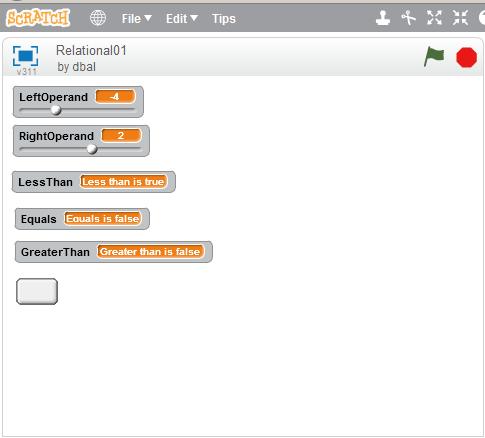 SCRATCH File Edit Tips
Relational01
by dbal
v311
LeftOperand -4
RightOperand 2
LessThan Less than is true
Equals Equals is false
GreaterThan Greater than is false